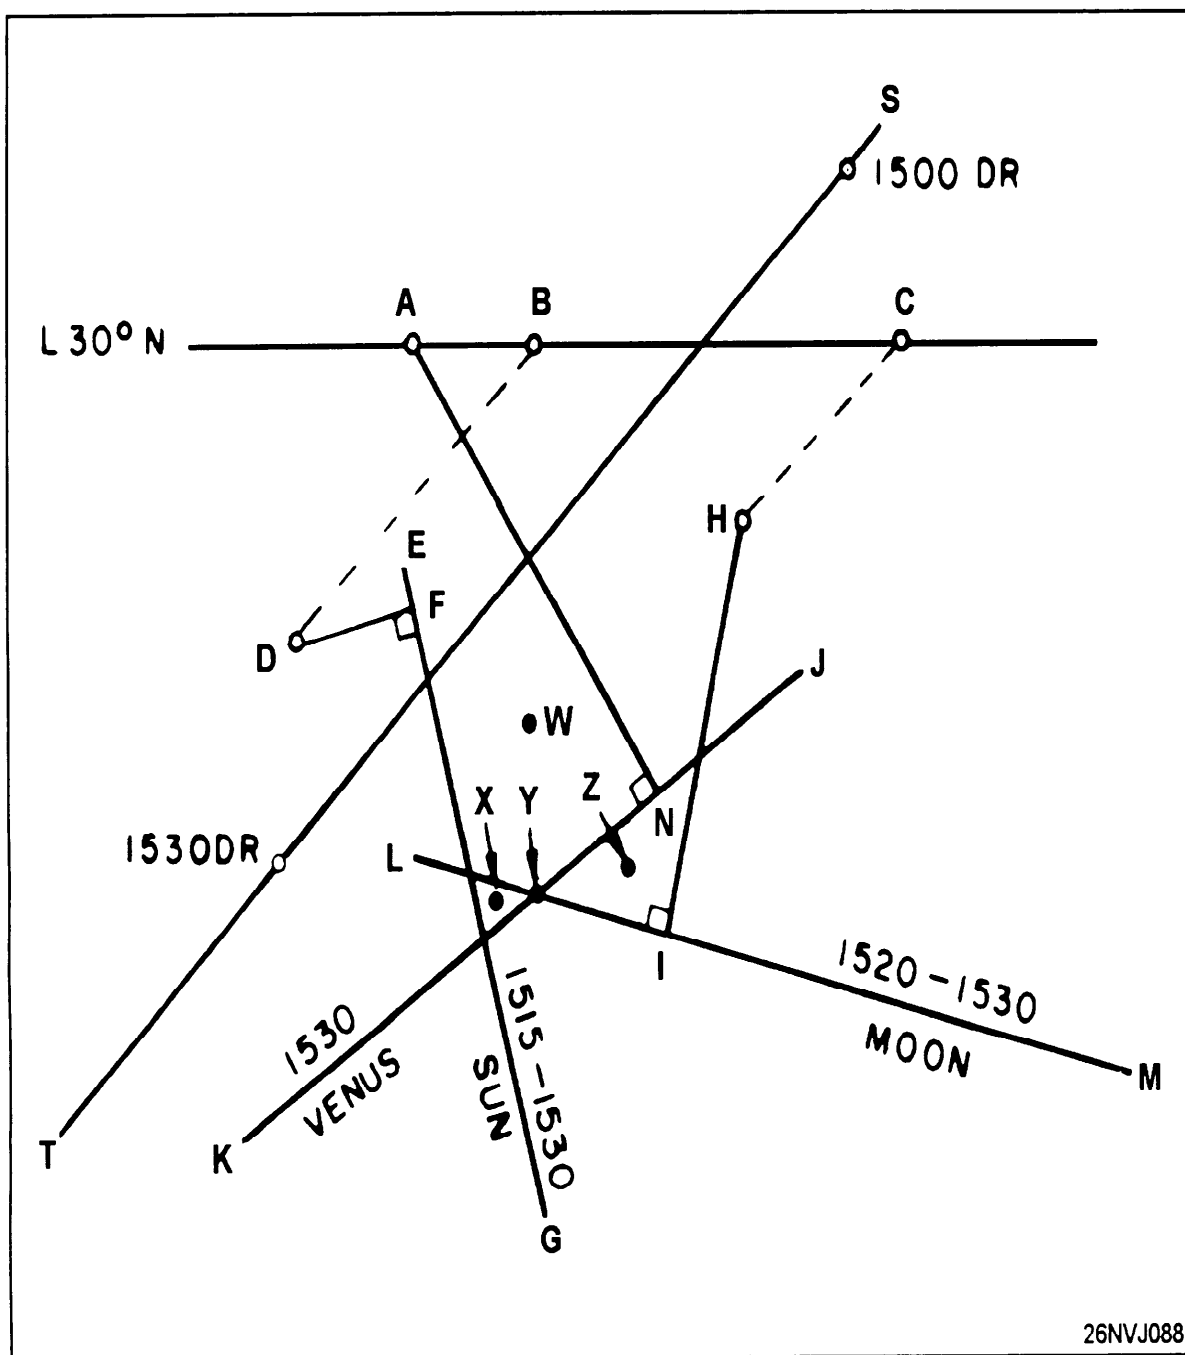 S
1500 DR
A
B
C
L 30° N
H
E
F
D
J
W
X
Y
Z
N
1530DR
L
I
1520-1530
MOON
1530
VENUS
1515-1530
SUN
M
T
K
G
26NVJ088